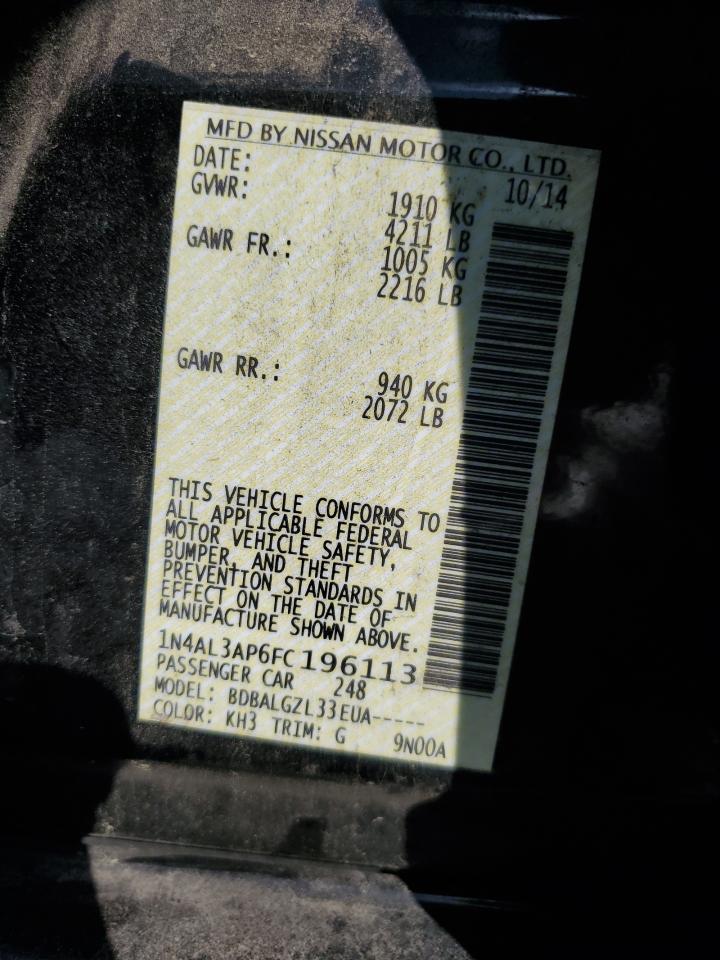 MFD BY NISSAN MOTOR CO., LTD.
DATE: 10/14
GVWR: 1910 KG
4211 LB
GAWR FR.: 1005 KG
2216 LB
GAWR RR.: 940 KG
2072 LB
THIS VEHICLE CONFORMS TO
ALL APPLICABLE FEDERAL
MOTOR VEHICLE SAFETY,
BUMPER, AND THEFT
PREVENTION STANDARDS IN
EFFECT ON THE DATE OF
MANUFACTURE SHOWN ABOVE.
1N4AL3AP6FC196113
PASSENGER CAR 248
MODEL: BDBALGZL33EUA-----
COLOR: KH3 TRIM: G 9N00A